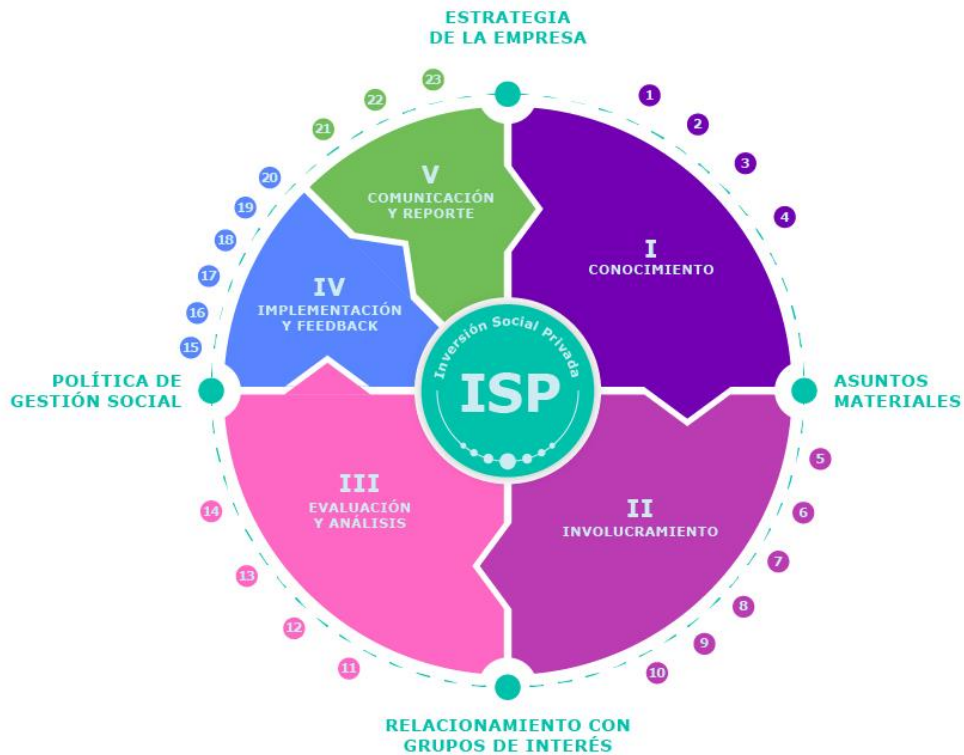 ESTRATEGIA
DE LA EMPRESA
23
22
21
20
19
18
17
16
15
1
2
3
4
V
COMUNICACIÓN
Y REPORTE
I
CONOCIMIENTO
IV
IMPLEMENTACIÓN
Y FEEDBACK
Inversión Social Privada
ISP
POLÍTICA DE
GESTIÓN SOCIAL
ASUNTOS
MATERIALES
III
EVALUACIÓN
Y ANÁLISIS
II
INVOLUCRAMIENTO
5
6
7
8
9
10
14
13
12
11
RELACIONAMIENTO CON
GRUPOS DE INTERÉS